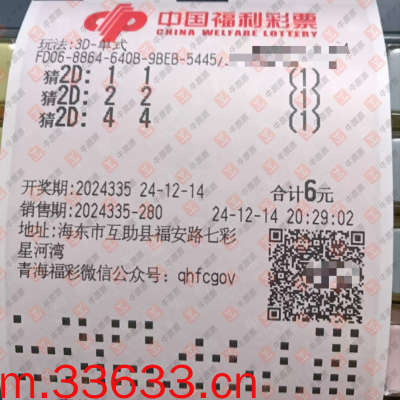 中国福利彩票
CHINA WELFARE LOTTERY
玩法:3D-单式
FD06-8864-640B-9BEB-5445/
猜2D: 1 1 (1)
猜2D: 2 2 (1)
猜2D: 4 4 (1)
开奖期:2024335 24-12-14 合计6元
销售期:2024335-280 24-12-14 20:29:02
地址:海东市互助县福安路七彩
星河湾
青海福彩微信公众号: qhfcgov
m.33633.cn